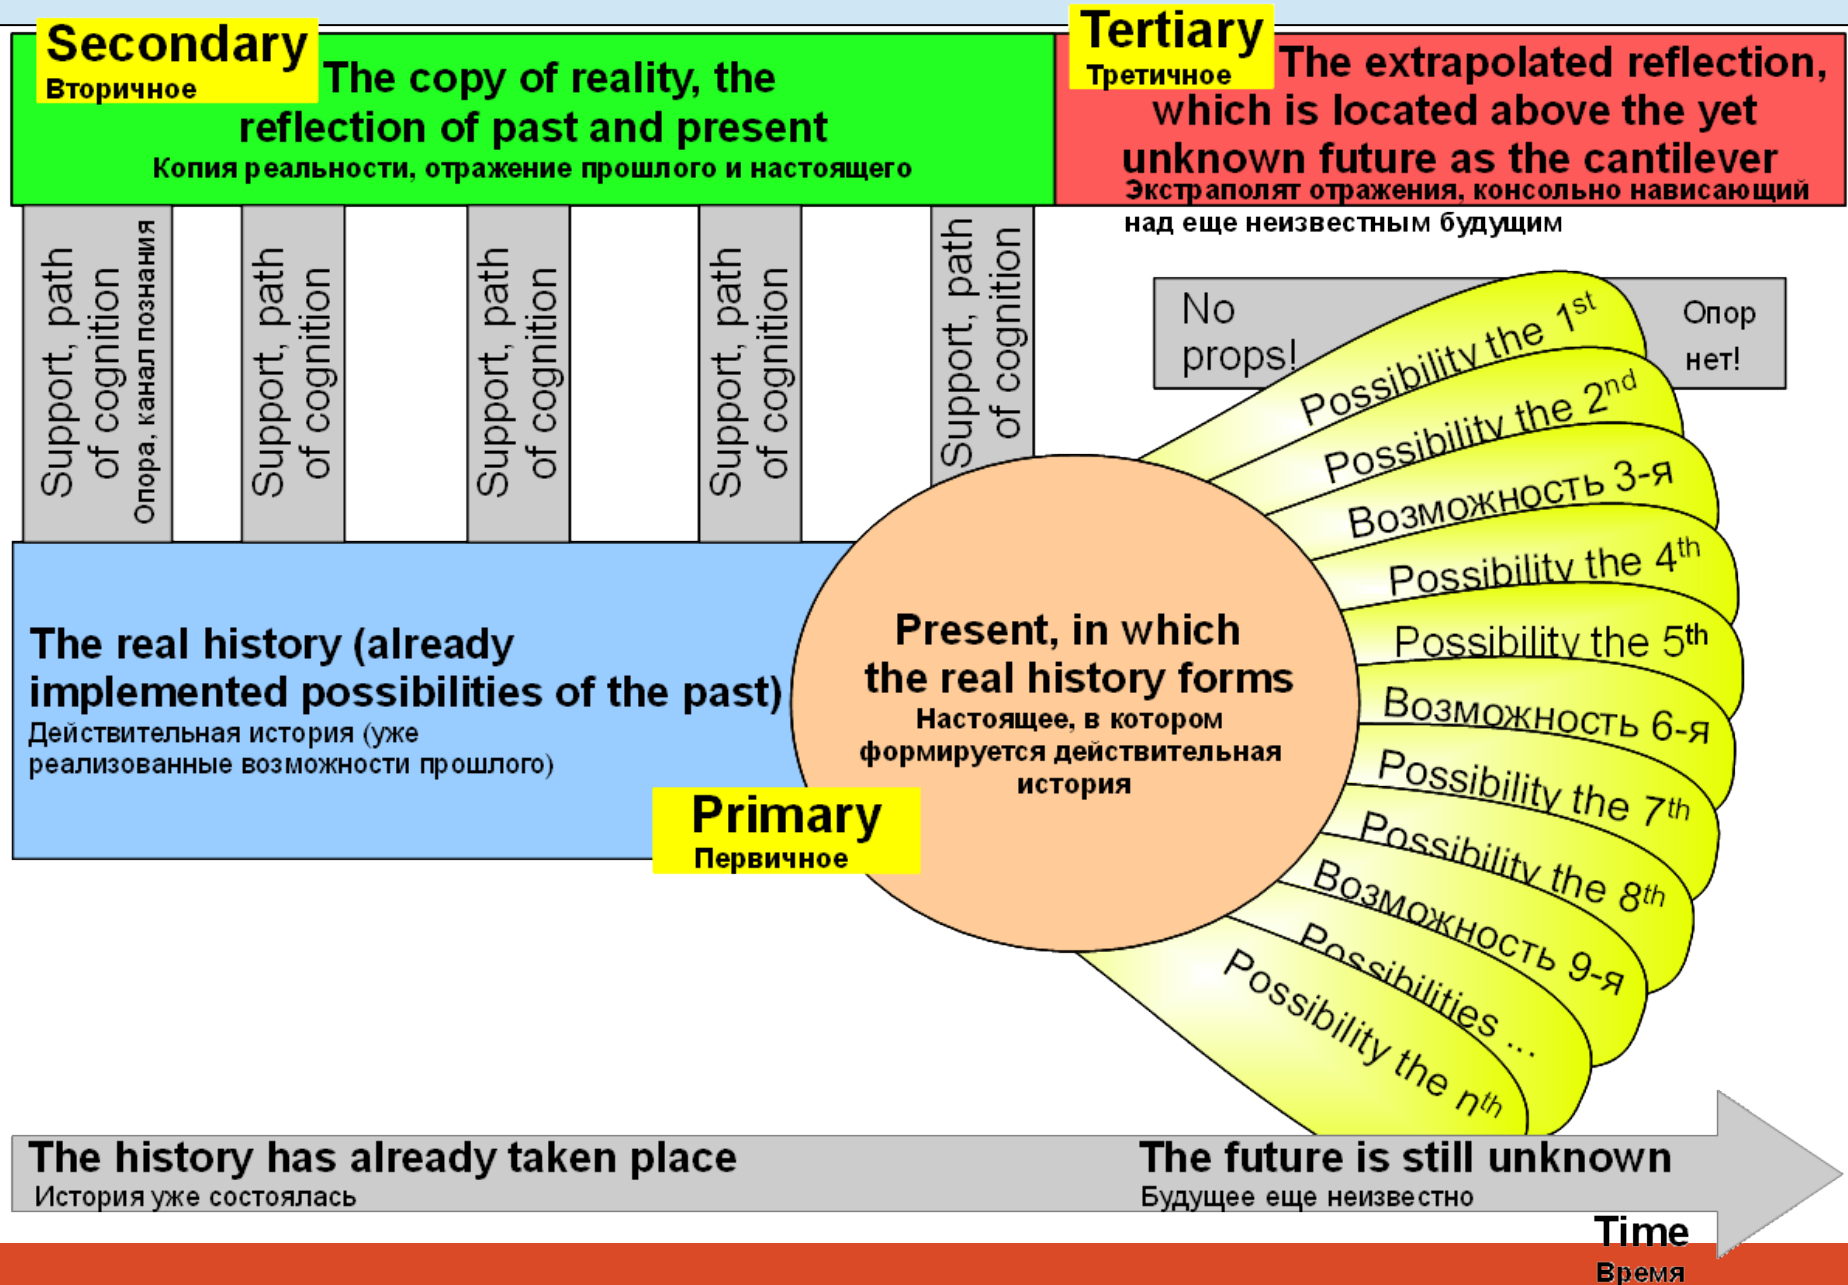 Secondary
Вторичное
The copy of reality, the
reflection of past and present
Копия реальности, отражение прошлого и настоящего
Tertiary
Третичное
The extrapolated reflection,
which is located above the yet
unknown future as the cantilever
Экстраполят отражения, консольно нависающий
над еще неизвестным будущим
Support, path
of cognition
Опора, канал познания
Support, path
of cognition
Support, path
of cognition
Support, path
of cognition
Support, path
of cognition
No
props!
Опор
нет!
Possibility the 1st
Possibility the 2nd
Возможность 3-я
Possibility the 4th
Possibility the 5th
Возможность 6-я
Possibility the 7th
Possibility the 8th
Возможность 9-я
Possibilities ...
Possibility the nth
The real history (already
implemented possibilities of the past)
Действительная история (уже
реализованные возможности прошлого)
Present, in which
the real history forms
Настоящее, в котором
формируется действительная
история
Primary
Первичное
The history has already taken place
История уже состоялась
The future is still unknown
Будущее еще неизвестно
Time
Время